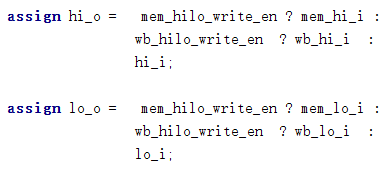 assign hi_o = mem_hilo_write_en ? mem_hi_i :
wb_hilo_write_en ? wb_hi_i :
hi_i;
assign lo_o = mem_hilo_write_en ? mem_lo_i :
wb_hilo_write_en ? wb_lo_i :
lo_i;